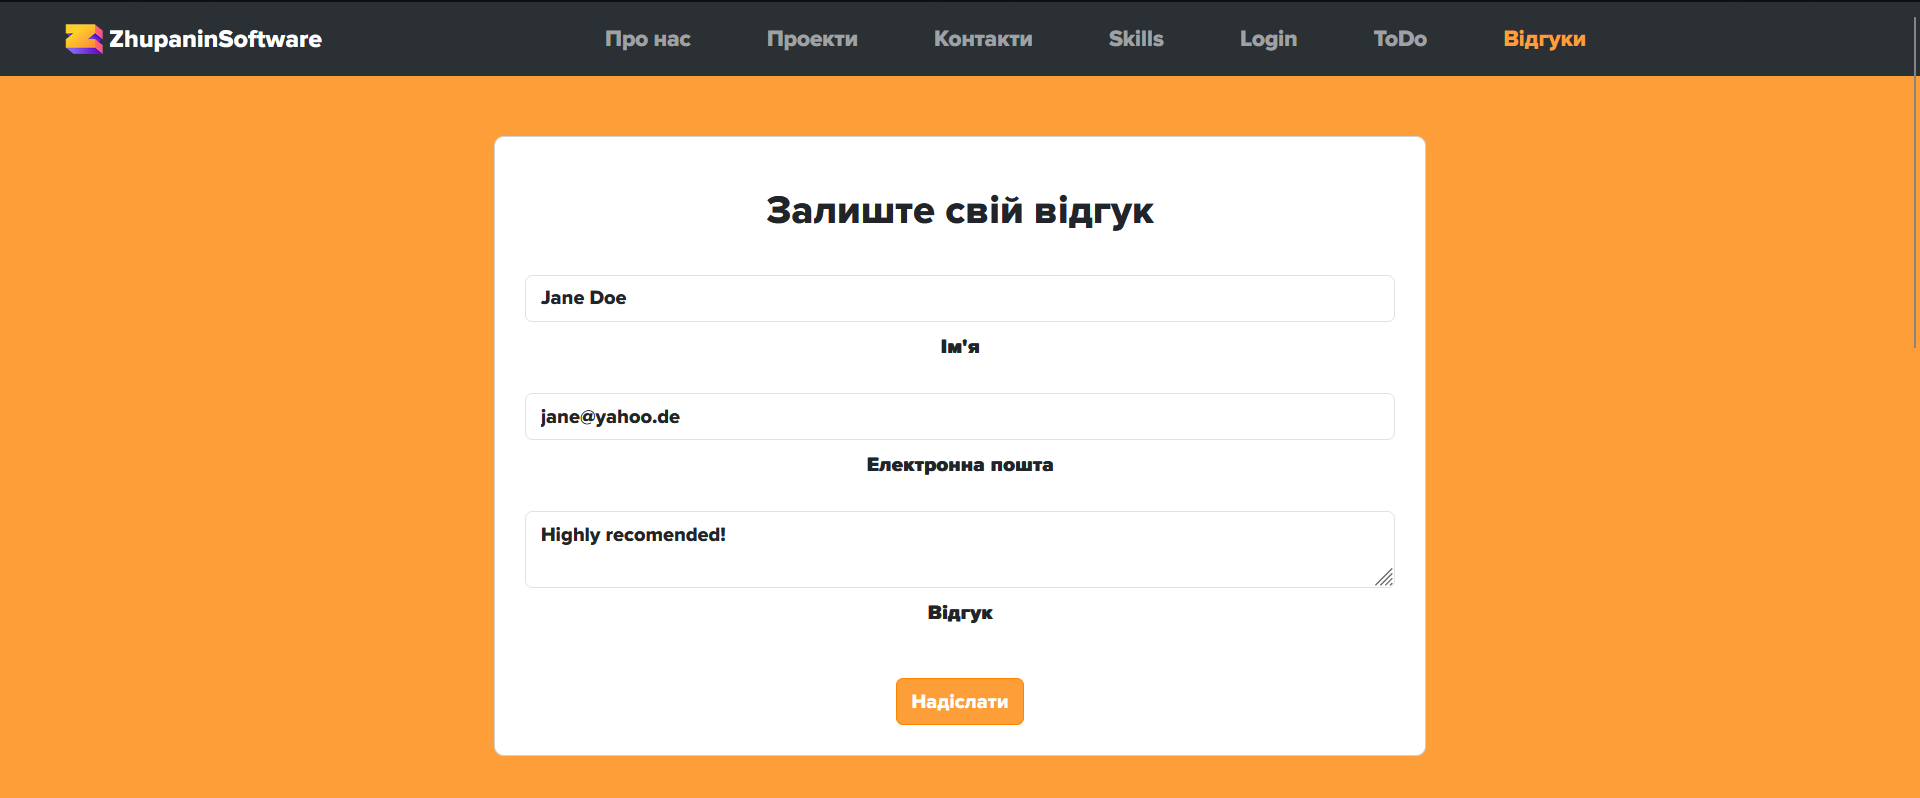 ZhupaninSoftware Про нас Проекти Контакти Skills Login ToDo Відгуки
Залиште свій відгук
Jane Doe
Ім'я
jane@yahoo.de
Електронна пошта
Highly recomended!
Відгук
Надіслати